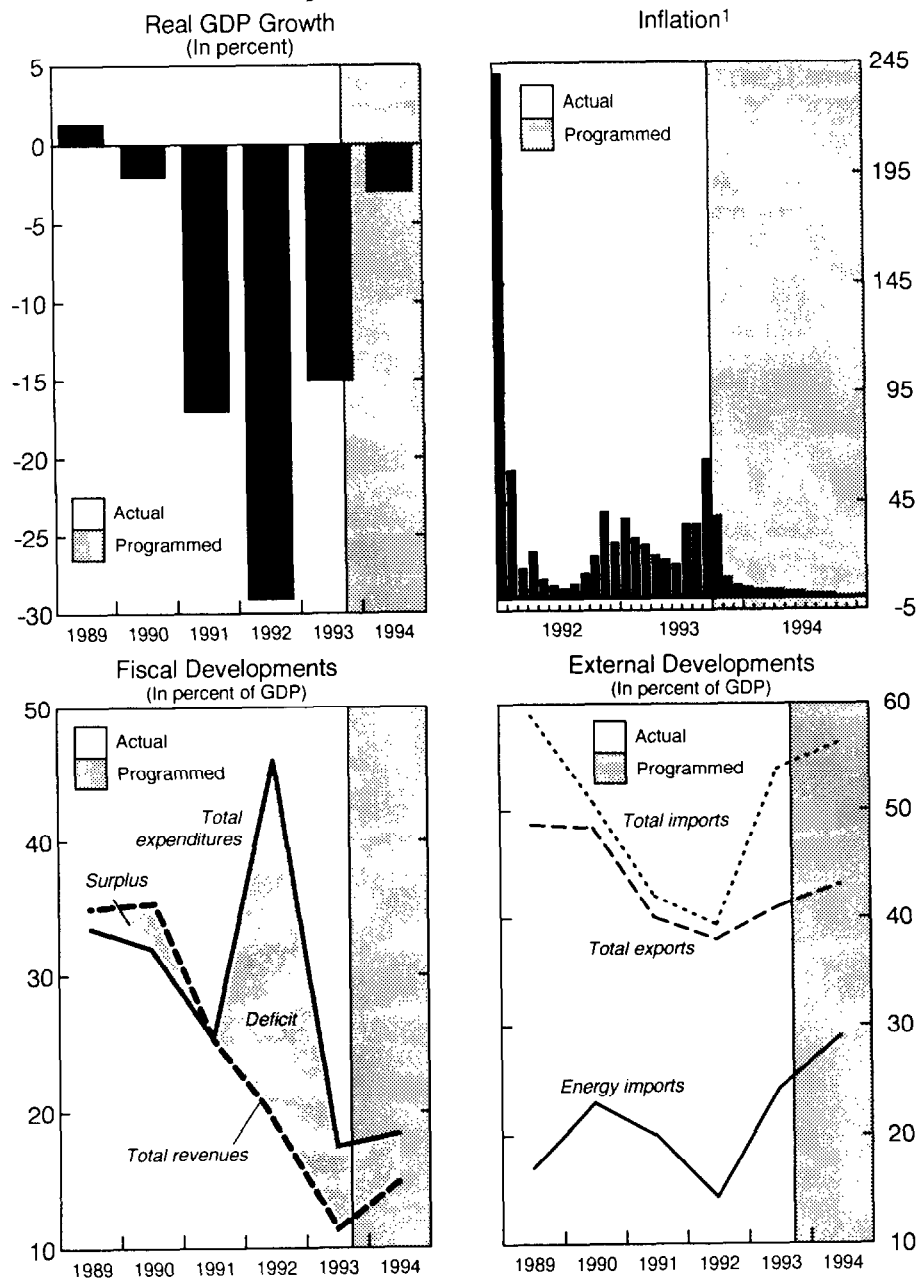 Real GDP Growth
(In percent)
5
0
-5
-10
-15
-20
-25
-30
Actual
Programmed
1989 1990 1991 1992 1993 1994
Inflation¹
245
195
145
95
45
-5
Actual
Programmed
1992 1993 1994
Fiscal Developments
(In percent of GDP)
50
40
30
20
10
Actual
Programmed
Total
expenditures
Surplus
Deficit
Total revenues
1989 1990 1991 1992 1993 1994
External Developments
(In percent of GDP)
60
50
40
30
20
10
Actual
Programmed
Total imports
Total exports
Energy imports
1989 1990 1991 1992 1993 1994